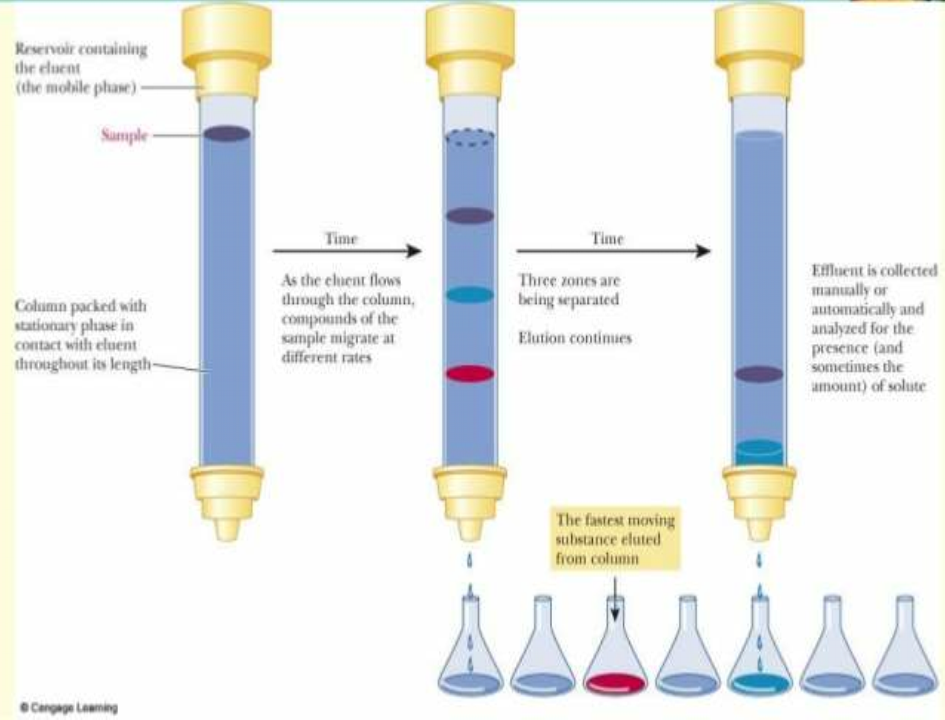 Reservoir containing
the eluent
(the mobile phase)
Sample
Column packed with
stationary phase in
contact with eluent
throughout its length
Time
As the eluent flows
through the column,
compounds of the
sample migrate at
different rates
Time
Three zones are
being separated
Elution continues
Effluent is collected
manually or
automatically and
analyzed for the
presence (and
sometimes the
amount) of solute
The fastest moving
substance eluted
from column
© Cengage Learning